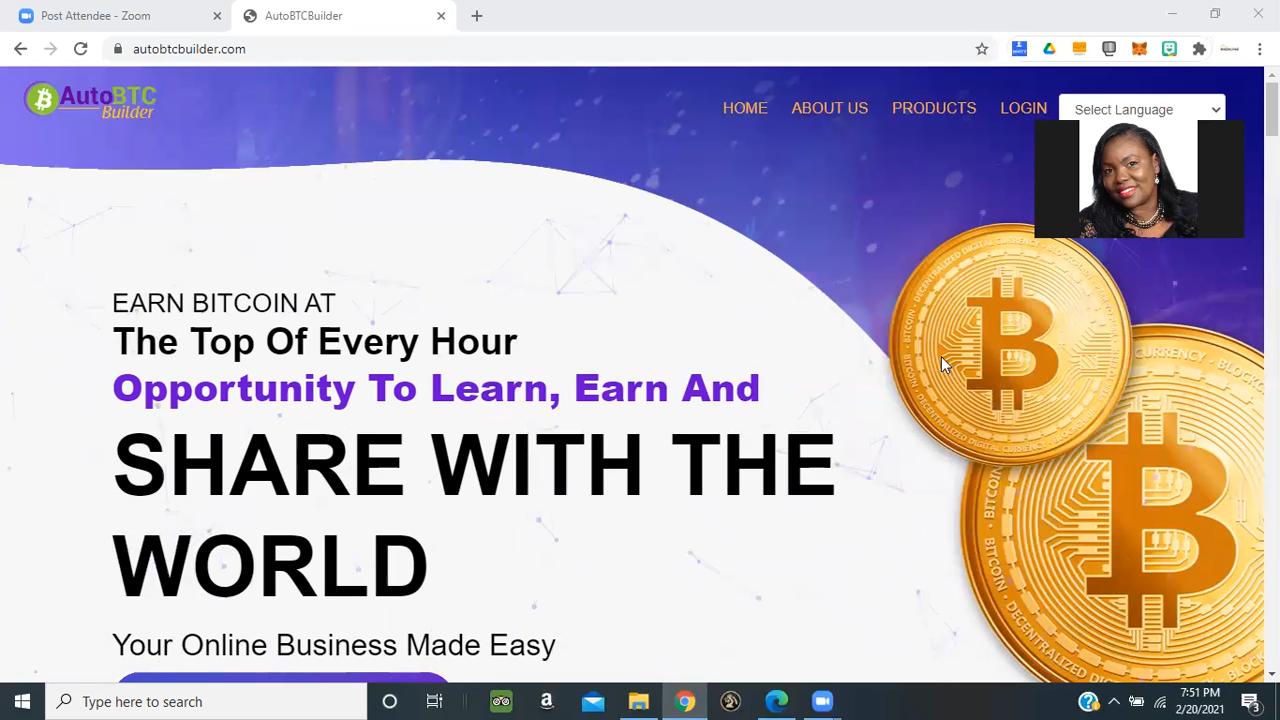 Post Attendee - Zoom
AutoBTCBuilder
autobtcbuilder.com
AutoBTC
Builder
HOME
ABOUT US
PRODUCTS
LOGIN
Select Language
EARN BITCOIN AT
The Top Of Every Hour
Opportunity To Learn, Earn And
SHARE WITH THE
WORLD
Your Online Business Made Easy
Type here to search
7:51 PM
2/20/2021